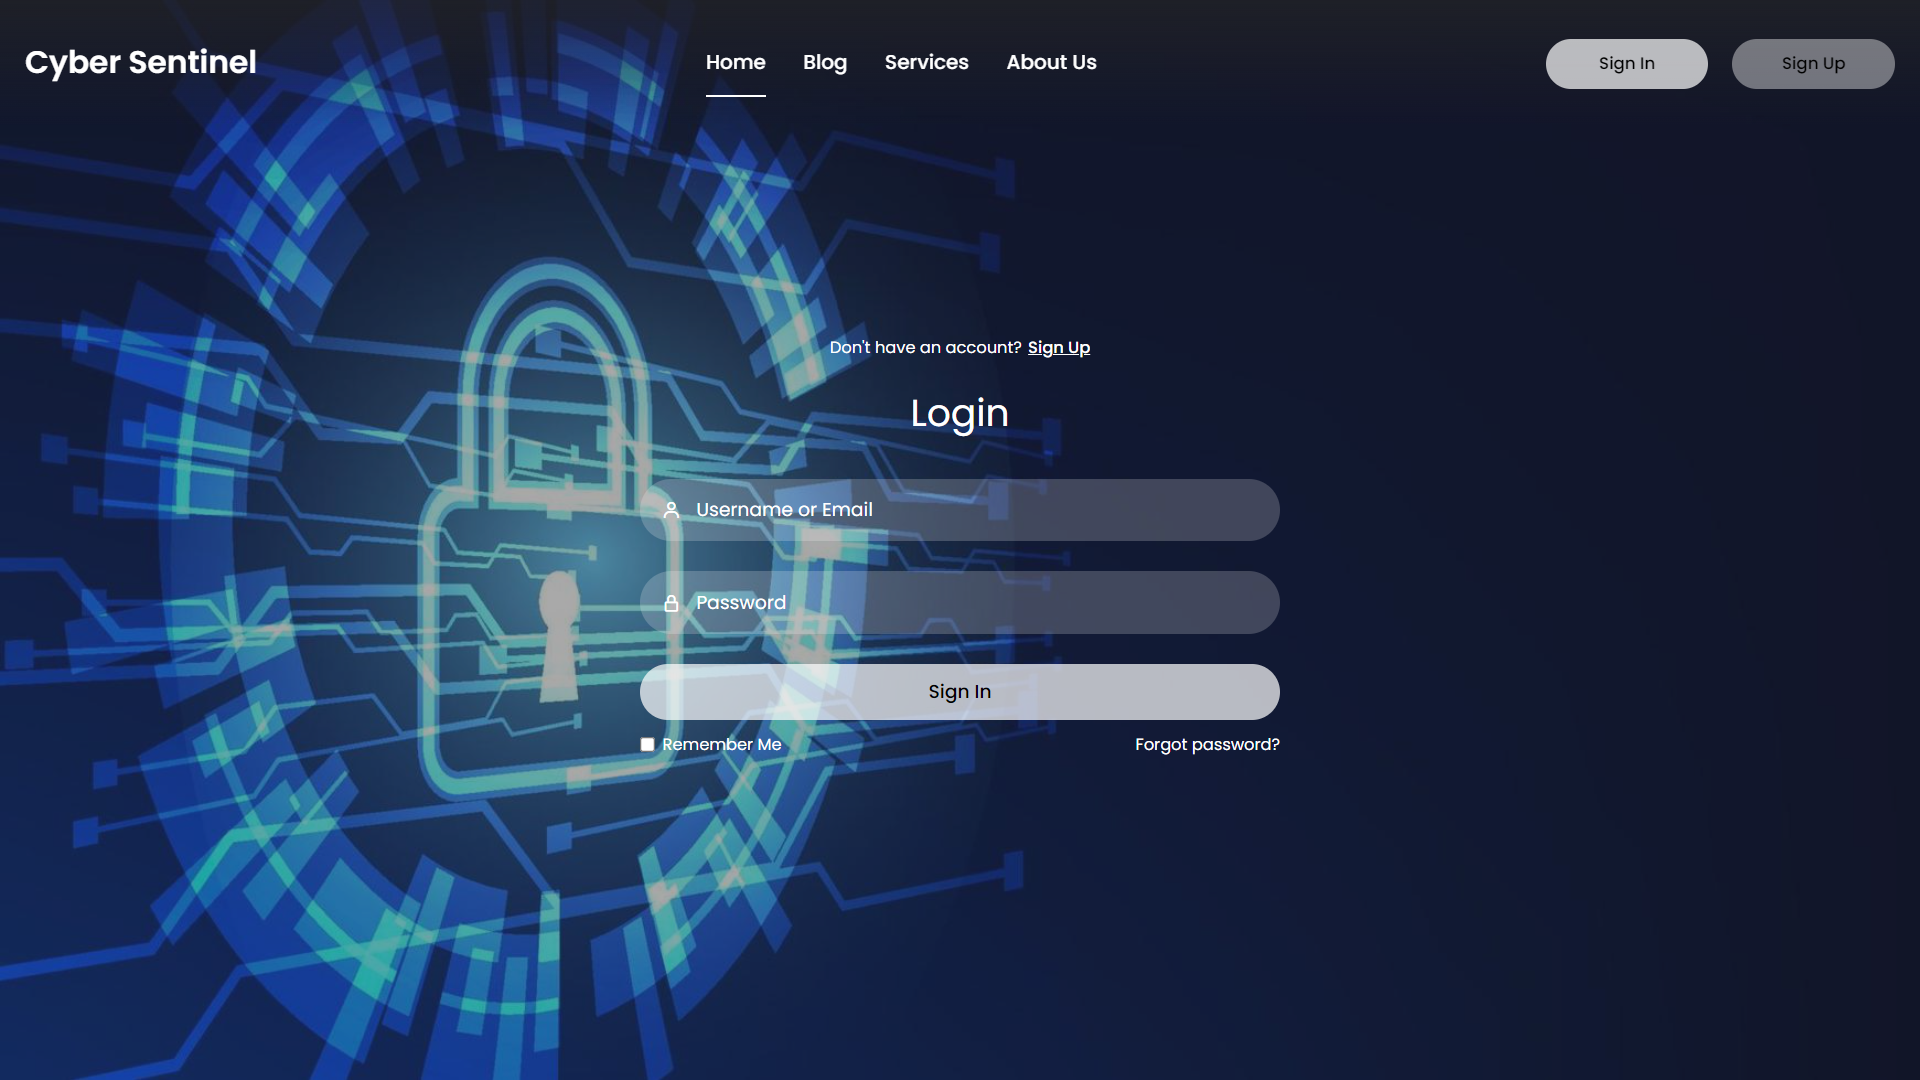 Cyber Sentinel
Home Blog Services About Us
Sign In Sign Up
Don't have an account? Sign Up
Login
Username or Email
Password
Sign In
Remember Me Forgot password?